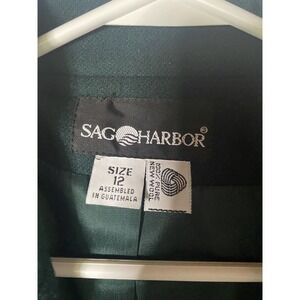 SAG HARBOR®
SIZE
12
ASSEMBLED
IN GUATEMALA
100% PURE
NEW WOOL